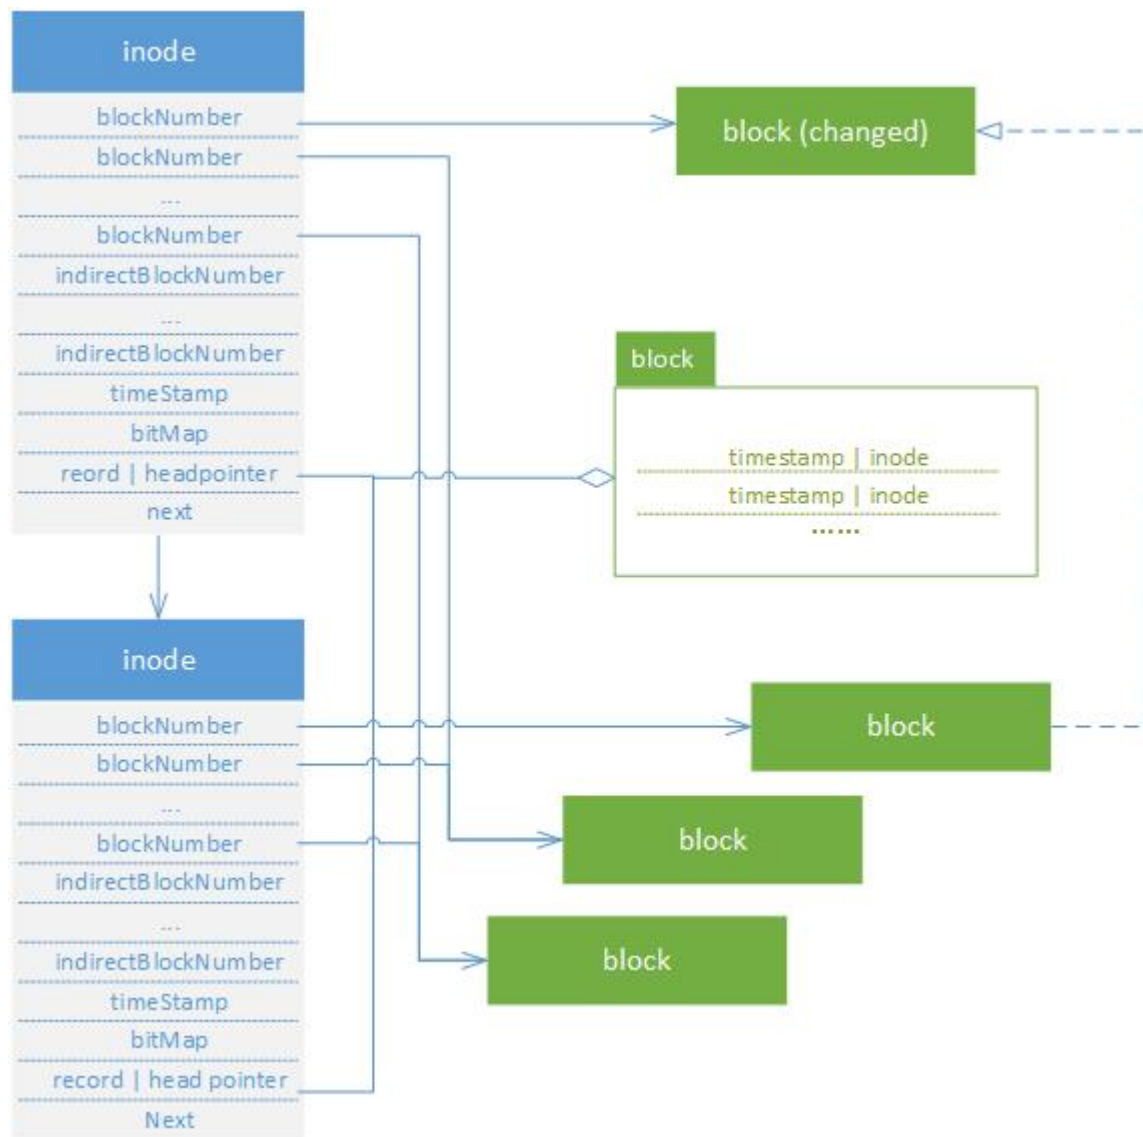 inode
blockNumber
blockNumber
...
blockNumber
indirectBlockNumber
...
indirectBlockNumber
timeStamp
bitMap
reord | headpointer
next
block (changed)
block
timestamp | inode
timestamp | inode
......
inode
blockNumber
blockNumber
...
blockNumber
indirectBlockNumber
...
indirectBlockNumber
timeStamp
bitMap
record | head pointer
Next
block
block
block